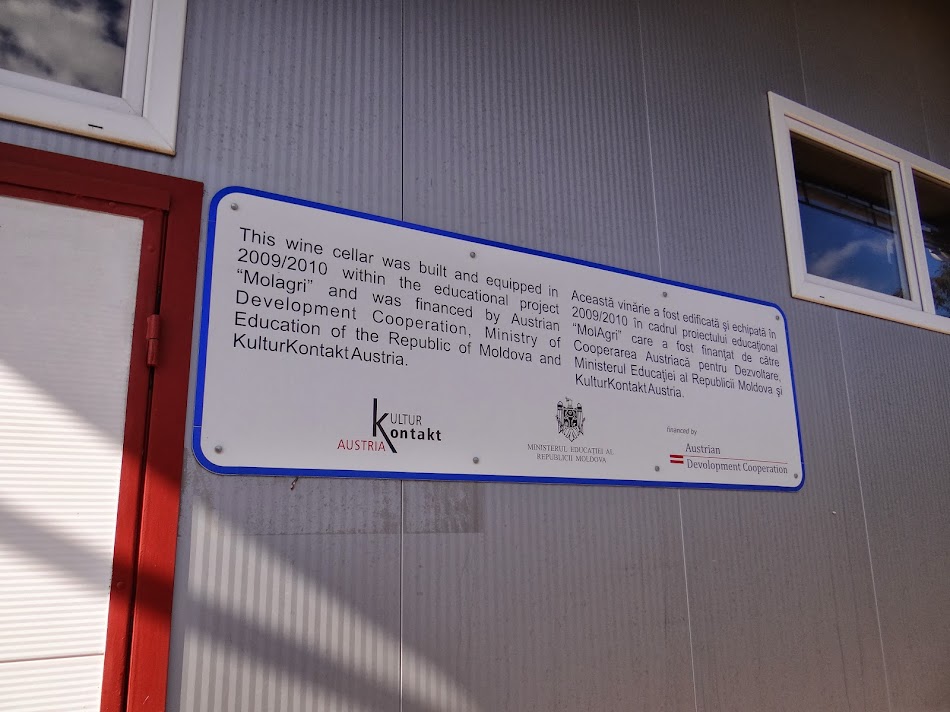 This wine cellar was built and equipped in
2009/2010 within the educational project
“Molagri” and was financed by Austrian
Development Cooperation, Ministry of
Education of the Republic of Moldova and
KulturKontakt Austria.
Această vinărie a fost edificată şi echipată în
2009/2010 în cadrul proiectului educaţional
“MoiAgri” care a fost finanţat de către
Cooperarea Austriacă pentru Dezvoltare,
Ministerul Educaţiei al Republicii Moldova şi
KulturKontakt Austria.
KULTUR
Kontakt
AUSTRIA
MINISTERUL EDUCAŢIEI AL
REPUBLICII MOLDOVA
financed by
Austrian
Devolopment Cooperation